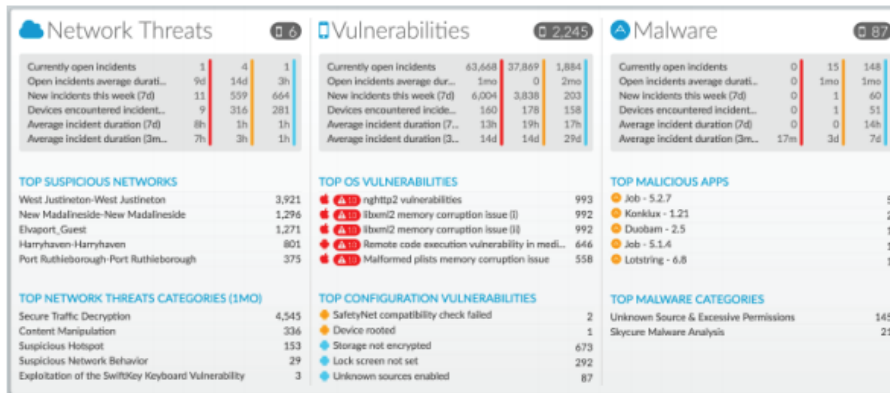 Network Threats 6
Currently open incidents 1 4 1
Open incidents average durati... 9d 14d 3h
New incidents this week (7d) 11 559 664
Devices encountered incident... 9 316 281
Average incident duration (7d) 8h 1h 1h
Average incident duration (3m... 7h 3h 1h
TOP SUSPICIOUS NETWORKS
West Justineton-West Justineton 3,921
New Madalineside-New Madalineside 1,296
Elvaport_Guest 1,271
Harryhaven-Harryhaven 801
Port Ruthieborough-Port Ruthieborough 375
TOP NETWORK THREATS CATEGORIES (1MO)
Secure Traffic Decryption 4,545
Content Manipulation 336
Suspicious Hotspot 153
Suspicious Network Behavior 29
Exploitation of the SwiftKey Keyboard Vulnerability 3
Vulnerabilities 2,245
Currently open incidents 63,668 37,869 1,884
Open incidents average dur... 1mo 0 2mo
New incidents this week (7d) 6,004 3,838 203
Devices encountered incide... 160 178 158
Average incident duration (7... 13h 19h 17h
Average incident duration (3... 14d 14d 29d
TOP OS VULNERABILITIES
10 nghttp2 vulnerabilities 993
10 libxml2 memory corruption issue (i) 992
10 libxml2 memory corruption issue (ii) 992
10 Remote code execution vulnerability in medi... 646
10 Malformed plists memory corruption issue 558
TOP CONFIGURATION VULNERABILITIES
SafetyNet compatibility check failed 2
Device rooted 1
Storage not encrypted 673
Lock screen not set 292
Unknown sources enabled 87
Malware 87
Currently open incidents 0 15 148
Open incidents average durati... 0 1mo 1mo
New incidents this week (7d) 0 1 60
Devices encountered incident... 0 1 51
Average incident duration (7d) 0 0 14h
Average incident duration (3m... 17m 3d 7d
TOP MALICIOUS APPS
Job - 5.2.7
Konklux - 1.21
Duobam - 2.5
Job - 5.1.4
Lotstring - 6.8
TOP MALWARE CATEGORIES
Unknown Source & Excessive Permissions 145
Skycure Malware Analysis 21